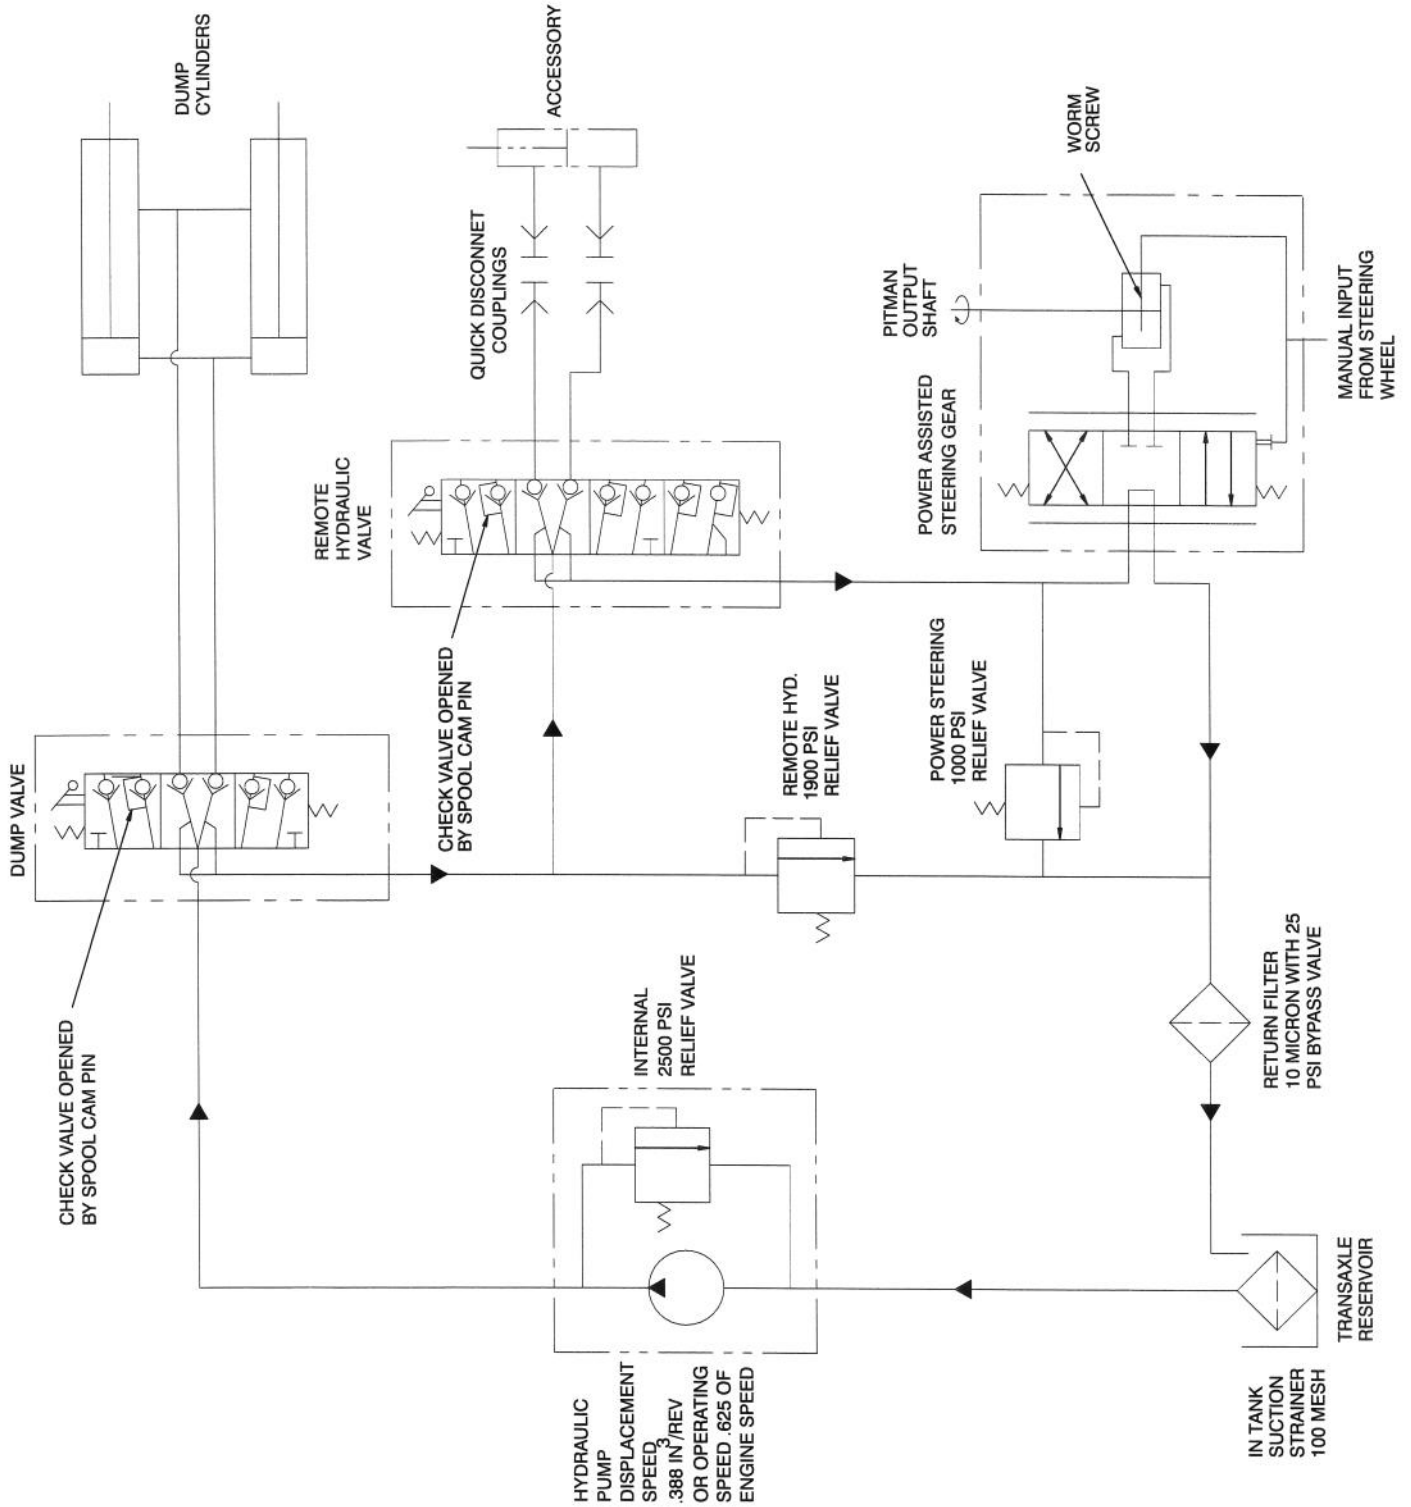 DUMP
CYLINDERS
ACCESSORY
QUICK DISCONNET
COUPLINGS
WORM
SCREW
PITMAN
OUTPUT
SHAFT
MANUAL INPUT
FROM STEERING
WHEEL
POWER ASSISTED
STEERING GEAR
REMOTE
HYDRAULIC
VALVE
DUMP VALVE
CHECK VALVE OPENED
BY SPOOL CAM PIN
REMOTE HYD.
1900 PSI
RELIEF VALVE
POWER STEERING
1000 PSI
RELIEF VALVE
CHECK VALVE OPENED
BY SPOOL CAM PIN
INTERNAL
2500 PSI
RELIEF VALVE
RETURN FILTER
10 MICRON WITH 25
PSI BYPASS VALVE
HYDRAULIC
PUMP
DISPLACEMENT
SPEED
.388 IN³/REV
OR OPERATING
SPEED .625 OF
ENGINE SPEED
TRANSAXLE
RESERVOIR
IN TANK
SUCTION
STRAINER
100 MESH